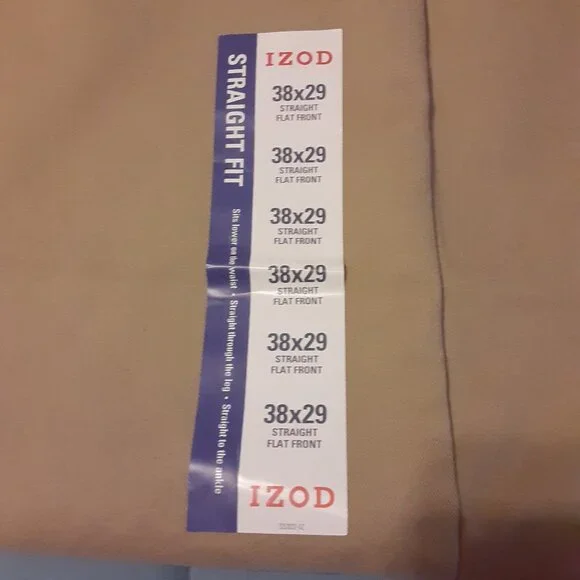 IZOD
38x29
STRAIGHT
FLAT FRONT
38x29
STRAIGHT
FLAT FRONT
38x29
STRAIGHT
FLAT FRONT
38x29
STRAIGHT
FLAT FRONT
38x29
STRAIGHT
FLAT FRONT
38x29
STRAIGHT
FLAT FRONT
IZOD
STRAIGHT FIT
Sits lower on the waist • Straight through the leg • Straight to the ankle